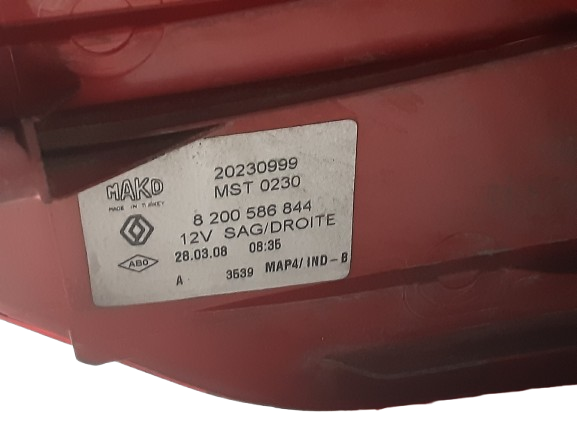 MAKO
MADE IN TURKEY
20230999
MST 0230
8 200 586 844
12V SAG/DROITE
28.03.08 08:35
ABO
A 3539 MAP4/IND-B